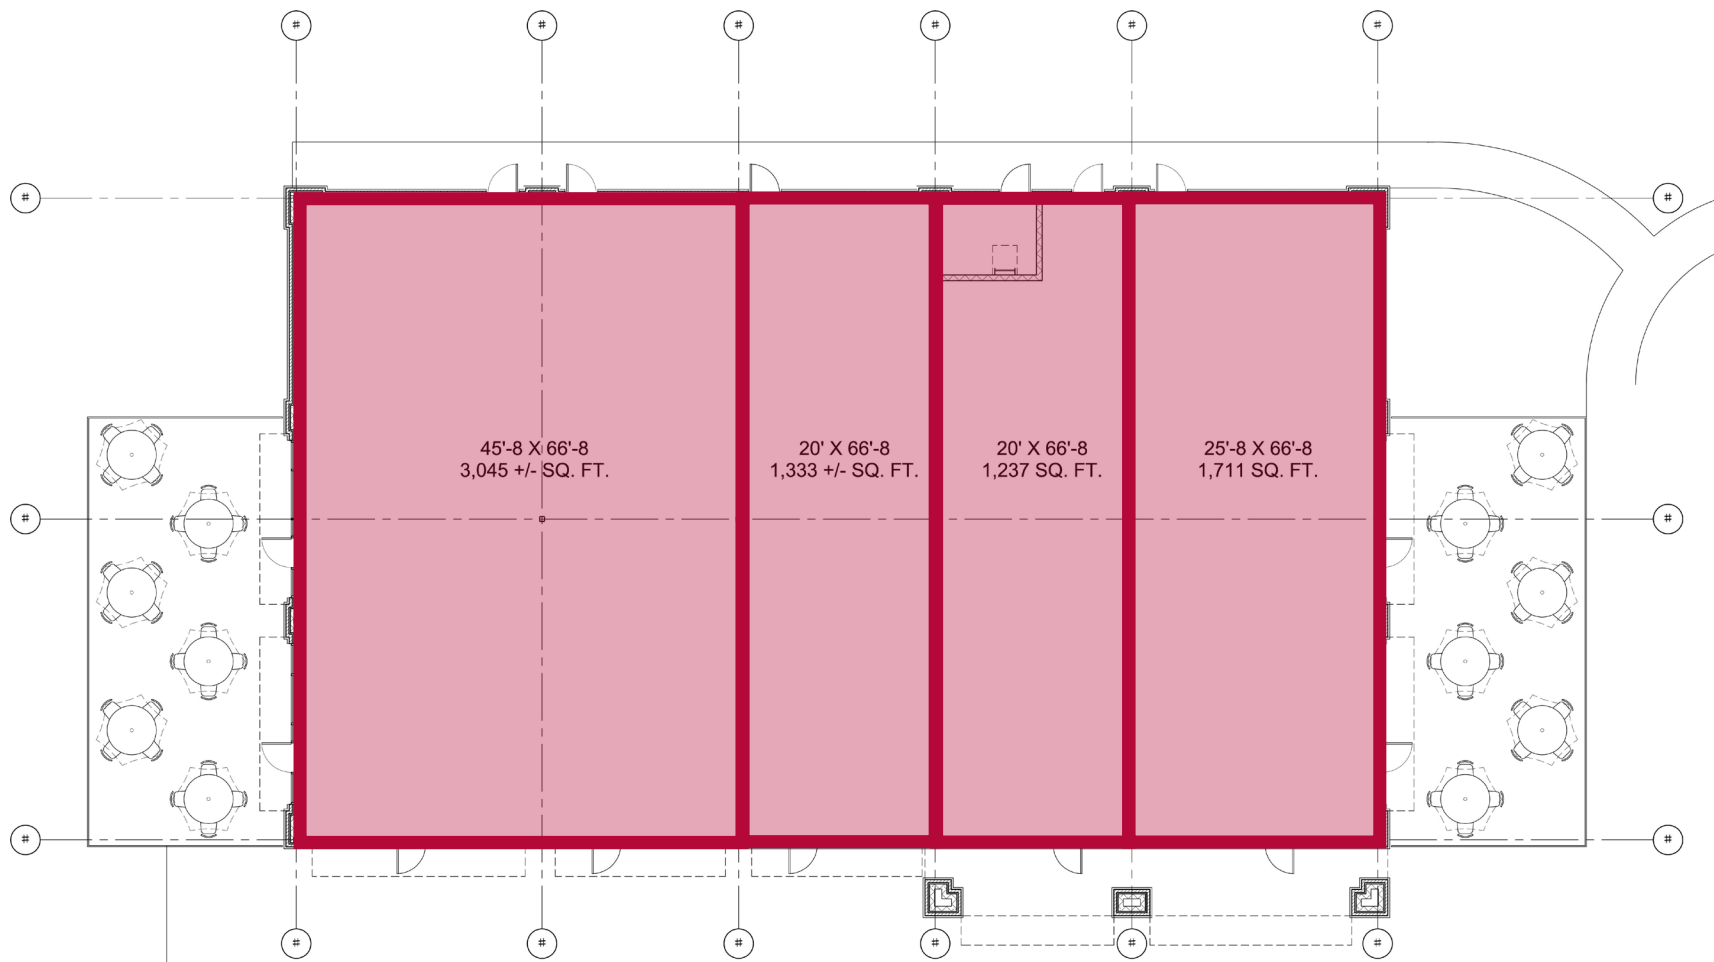 # # # # # #
# #
45'-8 X 66'-8
3,045 +/- SQ. FT.
20' X 66'-8
1,333 +/- SQ. FT.
20' X 66'-8
1,237 SQ. FT.
25'-8 X 66'-8
1,711 SQ. FT.
# #
# #
# # # # # #